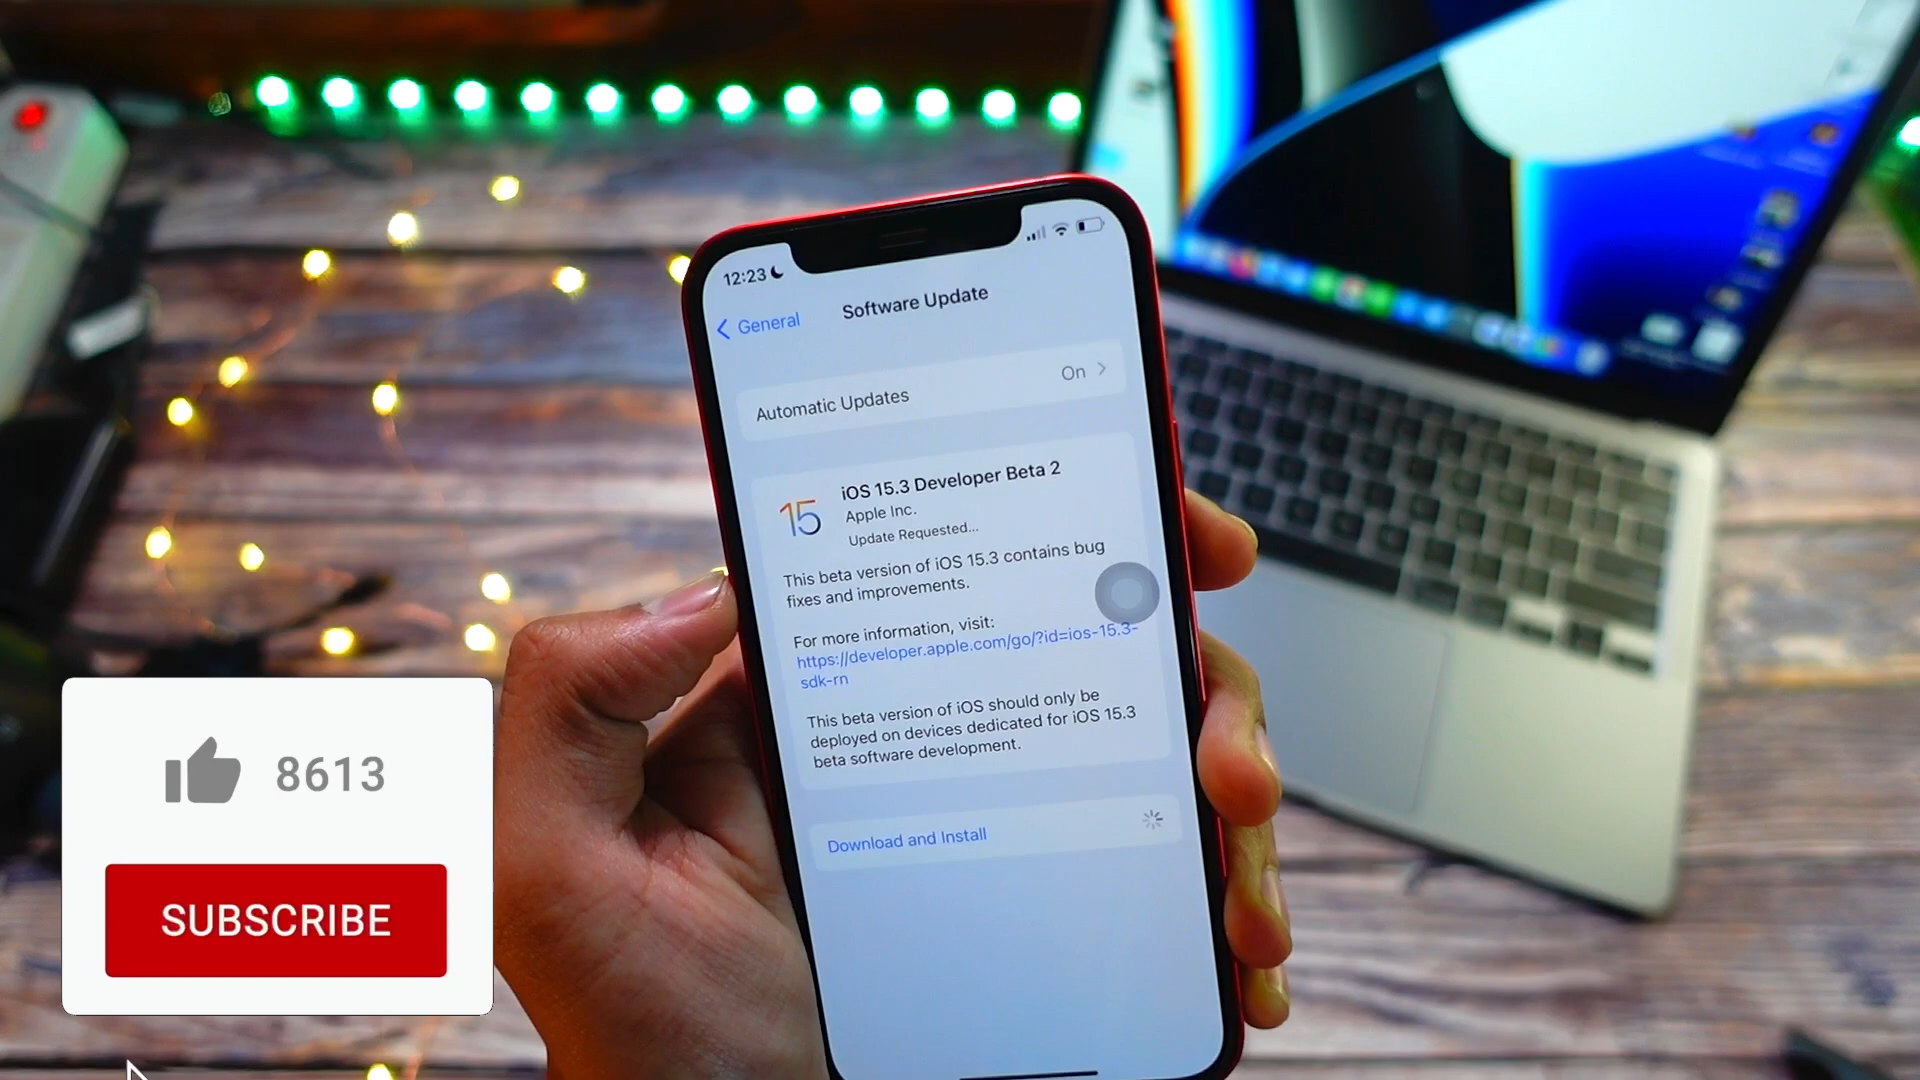 12:23
General
Software Update
Automatic Updates
On
15
iOS 15.3 Developer Beta 2
Apple Inc.
Update Requested...
This beta version of iOS 15.3 contains bug
fixes and improvements.
For more information, visit:
https://developer.apple.com/go/?id=ios-15.3-
sdk-rn
This beta version of iOS should only be
deployed on devices dedicated for iOS 15.3
beta software development.
Download and Install
8613
SUBSCRIBE